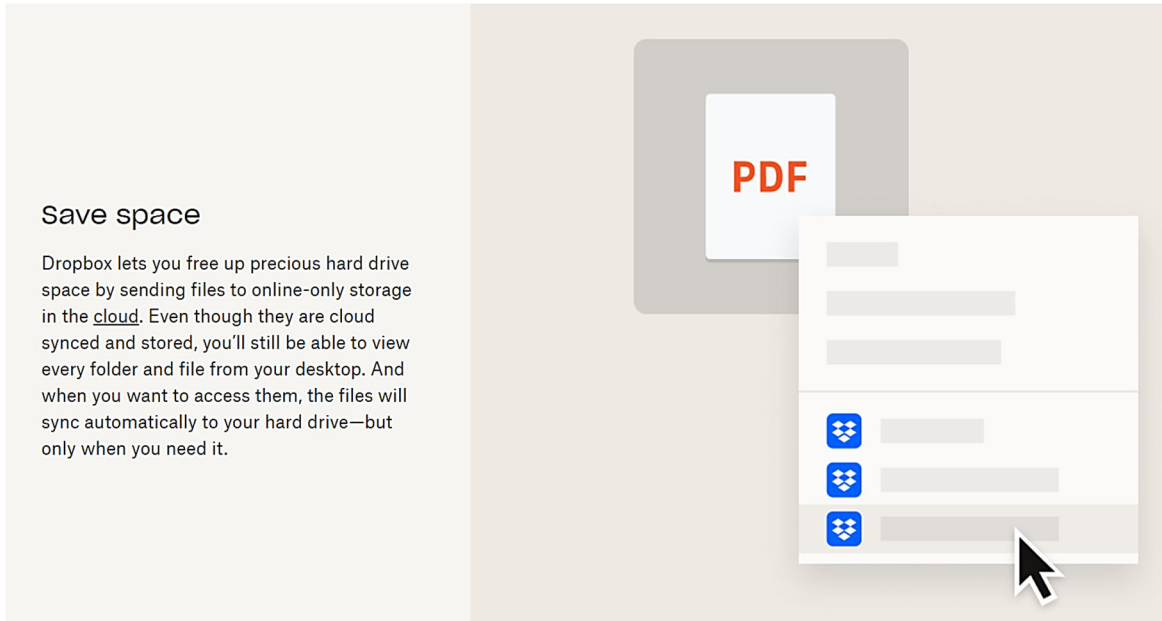 Save space
Dropbox lets you free up precious hard drive
space by sending files to online-only storage
in the cloud. Even though they are cloud
synced and stored, you’ll still be able to view
every folder and file from your desktop. And
when you want to access them, the files will
sync automatically to your hard drive—but
only when you need it.
PDF